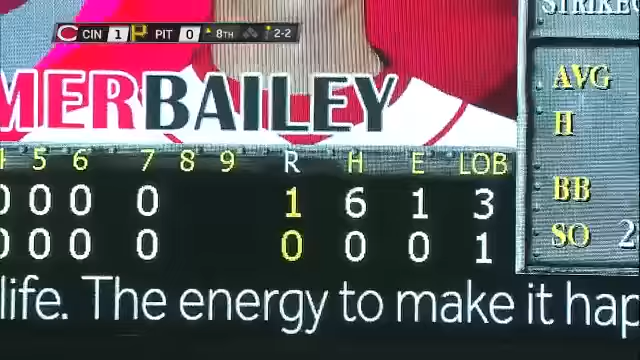 CIN 1 P PIT 0 8TH 2-2
MERBAILEY
5 6 7 8 9 R H E LOB
0 0 0 0 1 6 1 3
0 0 0 0 0 0 0 1
life. The energy to make it hap
STRIKE
AVG
H
BB
SO 2